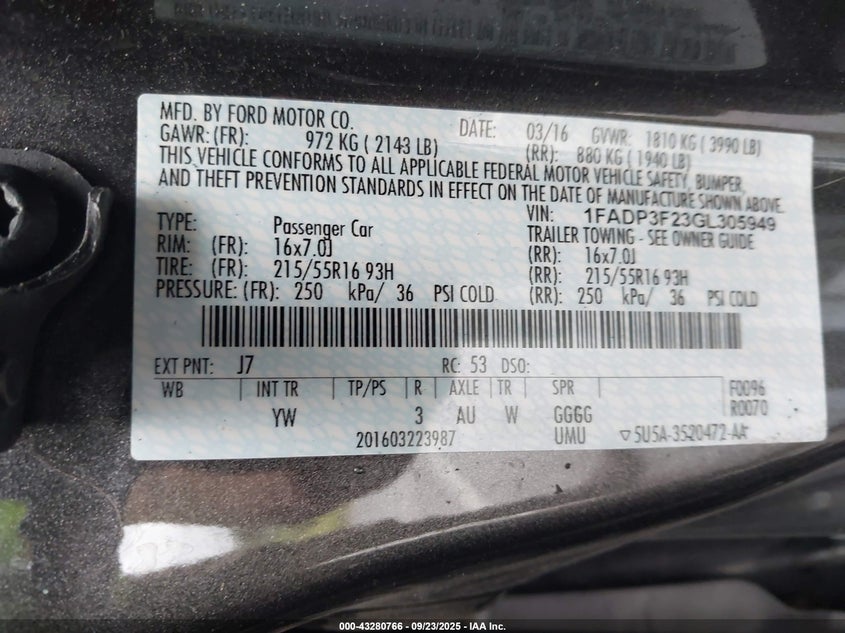 MFD. BY FORD MOTOR CO.
DATE: 03/16 GVWR: 1810 KG ( 3990 LB)
GAWR: (FR): 972 KG ( 2143 LB) (RR): 880 KG ( 1940 LB)
THIS VEHICLE CONFORMS TO ALL APPLICABLE FEDERAL MOTOR VEHICLE SAFETY, BUMPER,
AND THEFT PREVENTION STANDARDS IN EFFECT ON THE DATE OF MANUFACTURE SHOWN ABOVE.
VIN: 1FADP3F23GL305949
TYPE: Passenger Car TRAILER TOWING - SEE OWNER GUIDE
RIM: (FR): 16x7.0J (RR): 16x7.0J
TIRE: (FR): 215/55R16 93H (RR): 215/55R16 93H
PRESSURE: (FR): 250 kPa/ 36 PSI COLD (RR): 250 kPa/ 36 PSI COLD
EXT PNT: J7 RC: 53 DSO:
WB INT TR TP/PS R AXLE TR SPR F0096
YW 3 AU W GGGG R0070
201603223987 UMU ▽5U5A-3520472-AA
000-43280766 - 09/23/2025 - IAA Inc.